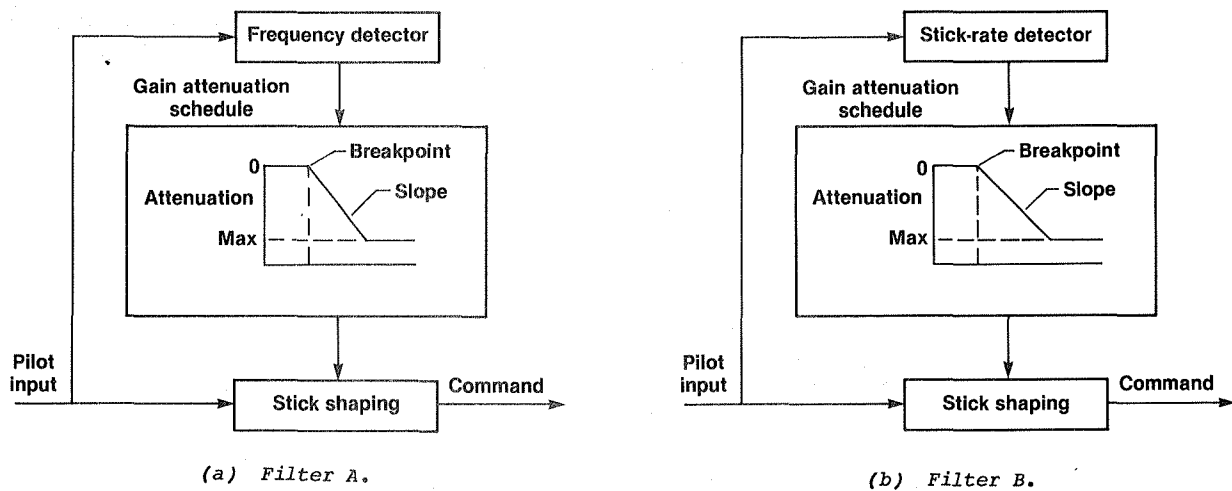 Frequency detector
Gain attenuation
schedule
0
Breakpoint
Attenuation
Slope
Max
Pilot
input
Stick shaping
Command
(a) Filter A.
Stick-rate detector
Gain attenuation
schedule
0
Breakpoint
Attenuation
Slope
Max
Pilot
input
Stick shaping
Command
(b) Filter B.